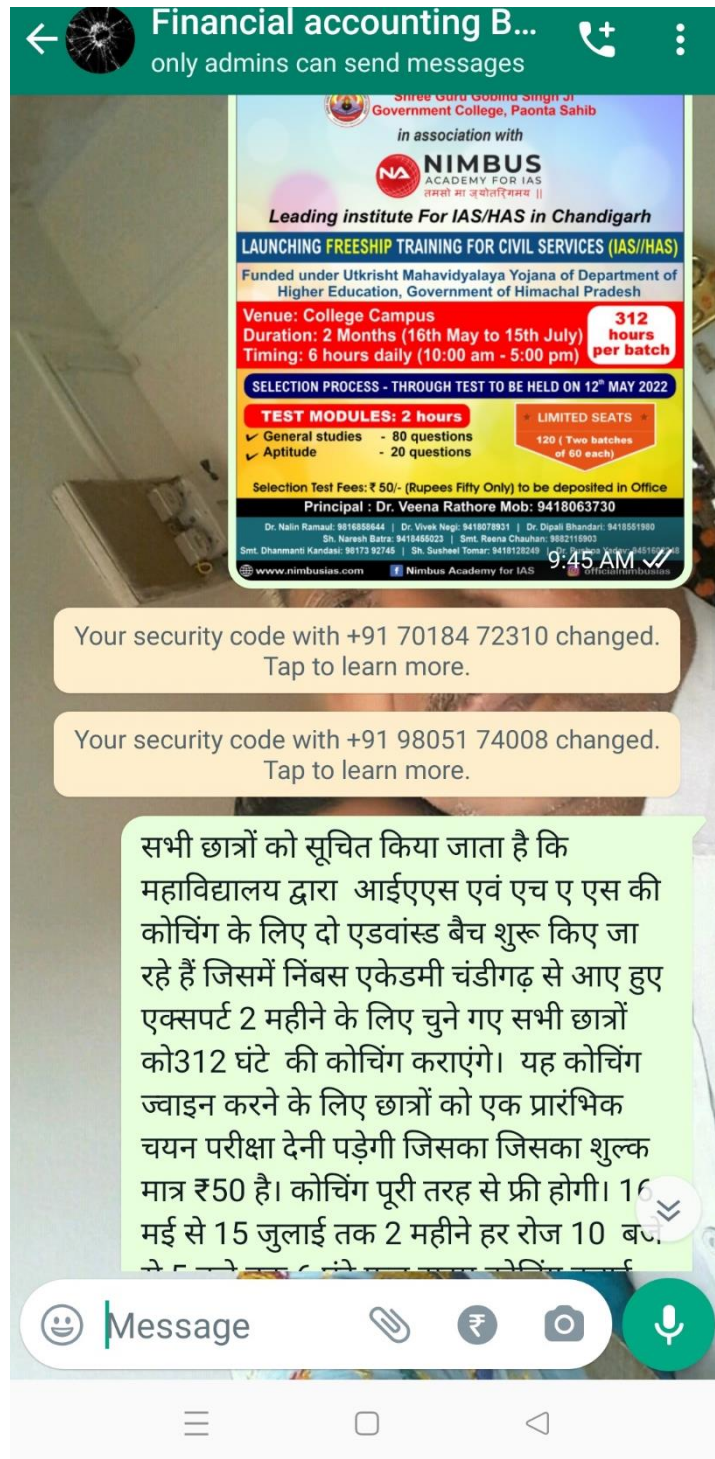 Financial accounting B...
only admins can send messages
Shree Guru Gobind Singh Ji
Government College, Paonta Sahib
in association with
NA
NIMBUS
ACADEMY FOR IAS
तमसो मा ज्योतिर्गमय ||
Leading institute For IAS/HAS in Chandigarh
LAUNCHING FREESHIP TRAINING FOR CIVIL SERVICES (IAS//HAS)
Funded under Utkrisht Mahavidyalaya Yojana of Department of
Higher Education, Government of Himachal Pradesh
Venue: College Campus
Duration: 2 Months (16th May to 15th July)
Timing: 6 hours daily (10:00 am - 5:00 pm)
312
hours
per batch
SELECTION PROCESS - THROUGH TEST TO BE HELD ON 12th MAY 2022
TEST MODULES: 2 hours
General studies - 80 questions
Aptitude - 20 questions
LIMITED SEATS
120 ( Two batches
of 60 each)
Selection Test Fees: ₹ 50/- (Rupees Fifty Only) to be deposited in Office
Principal : Dr. Veena Rathore Mob: 9418063730
Dr. Nalin Ramaul: 9816858644 | Dr. Vivek Negi: 9418078931 | Dr. Dipali Bhandari: 9418551980
Sh. Naresh Batra: 9418455023 | Smt. Reena Chauhan: 9882115903
Smt. Dhanmanti Kandasi: 98173 92745 | Sh. Susheel Tomar: 9418128249
www.nimbusias.com
Nimbus Academy for IAS
officialnimbusias
9:45 AM
Your security code with +91 70184 72310 changed.
Tap to learn more.
Your security code with +91 98051 74008 changed.
Tap to learn more.
सभी छात्रों को सूचित किया जाता है कि
महाविद्यालय द्वारा आईएएस एवं एच ए एस की
कोचिंग के लिए दो एडवांस्ड बैच शुरू किए जा
रहे हैं जिसमें निंबस एकेडमी चंडीगढ़ से आए हुए
एक्सपर्ट 2 महीने के लिए चुने गए सभी छात्रों
को312 घंटे की कोचिंग कराएंगे। यह कोचिंग
ज्वाइन करने के लिए छात्रों को एक प्रारंभिक
चयन परीक्षा देनी पड़ेगी जिसका जिसका शुल्क
मात्र ₹50 है। कोचिंग पूरी तरह से फ्री होगी। 16
मई से 15 जुलाई तक 2 महीने हर रोज 10 बजे
Message